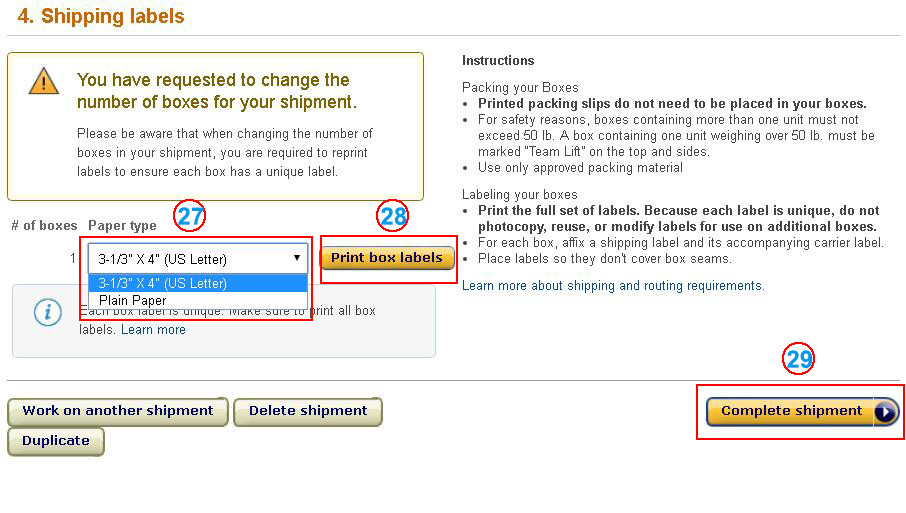 4. Shipping labels
You have requested to change the
number of boxes for your shipment.
Please be aware that when changing the number of
boxes in your shipment, you are required to reprint
labels to ensure each box has a unique label.
# of boxes Paper type
27
28
1 3-1/3" X 4" (US Letter)
Print box labels
3-1/3" X 4" (US Letter)
Plain Paper
Each box label is unique. Make sure to print all box
labels. Learn more
Instructions
Packing your Boxes
• Printed packing slips do not need to be placed in your boxes.
• For safety reasons, boxes containing more than one unit must not
exceed 50 lb. A box containing one unit weighing over 50 lb. must be
marked "Team Lift" on the top and sides.
• Use only approved packing material
Labeling your boxes
• Print the full set of labels. Because each label is unique, do not
photocopy, reuse, or modify labels for use on additional boxes.
• For each box, affix a shipping label and its accompanying carrier label.
• Place labels so they don't cover box seams.
Learn more about shipping and routing requirements.
29
Work on another shipment
Delete shipment
Complete shipment
Duplicate